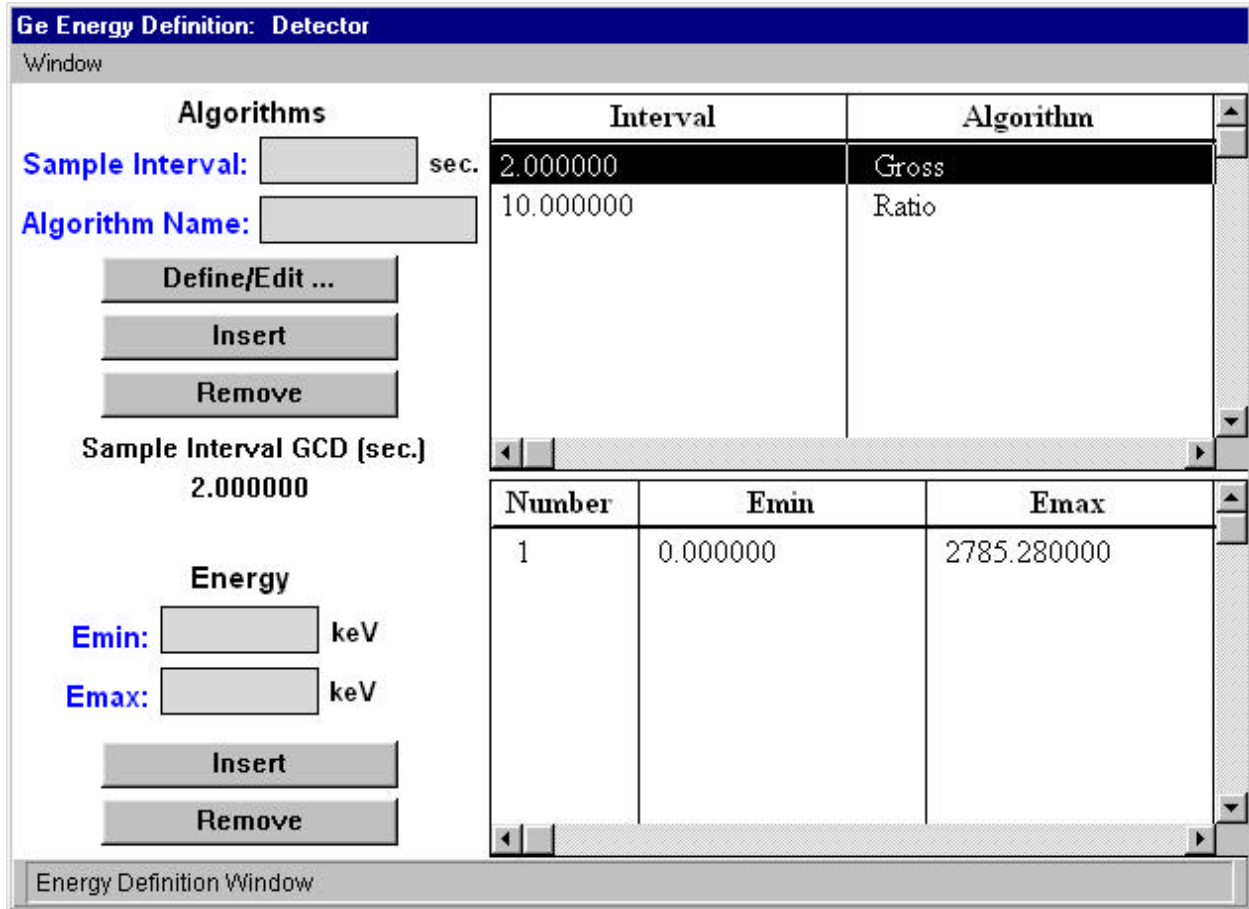 Ge Energy Definition: Detector
Window
Algorithms
Sample Interval: sec.
Algorithm Name:
Define/Edit ...
Insert
Remove
Sample Interval GCD (sec.)
2.000000
Interval Algorithm
2.000000 Gross
10.000000 Ratio
Energy
Emin: keV
Emax: keV
Insert
Remove
Number Emin Emax
1 0.000000 2785.280000
Energy Definition Window